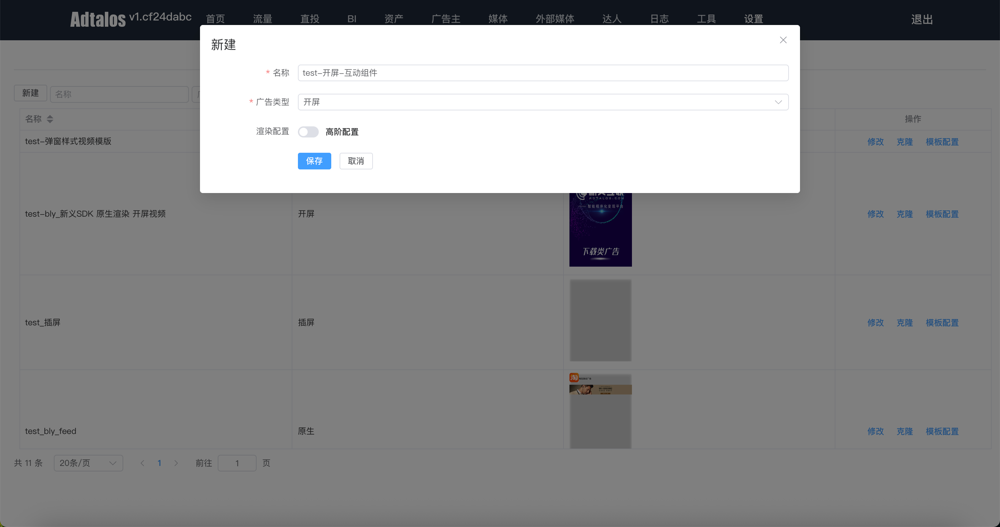 Adtalos v1.cf24dabc 首页 流量 直投 BI 资产 广告主 媒体 外部媒体 达人 日志 工具 设置 退出
新建
* 名称 test-开屏-互动组件
* 广告类型 开屏
渲染配置 高阶配置
保存 取消
新建 名称
名称 操作
test-弹窗样式视频模版 修改 克隆 模板配置
ADTALOS.COM
智能程序化变现平台
test-bly_新义SDK 原生渲染 开屏视频 开屏 修改 克隆 模板配置
下载类广告
test_插屏 插屏 修改 克隆 模板配置
淘 淘宝测试广告
WI-1000XM2
test_bly_feed 原生 修改 克隆 模板配置
共 11 条 20条/页 1 前往 1 页